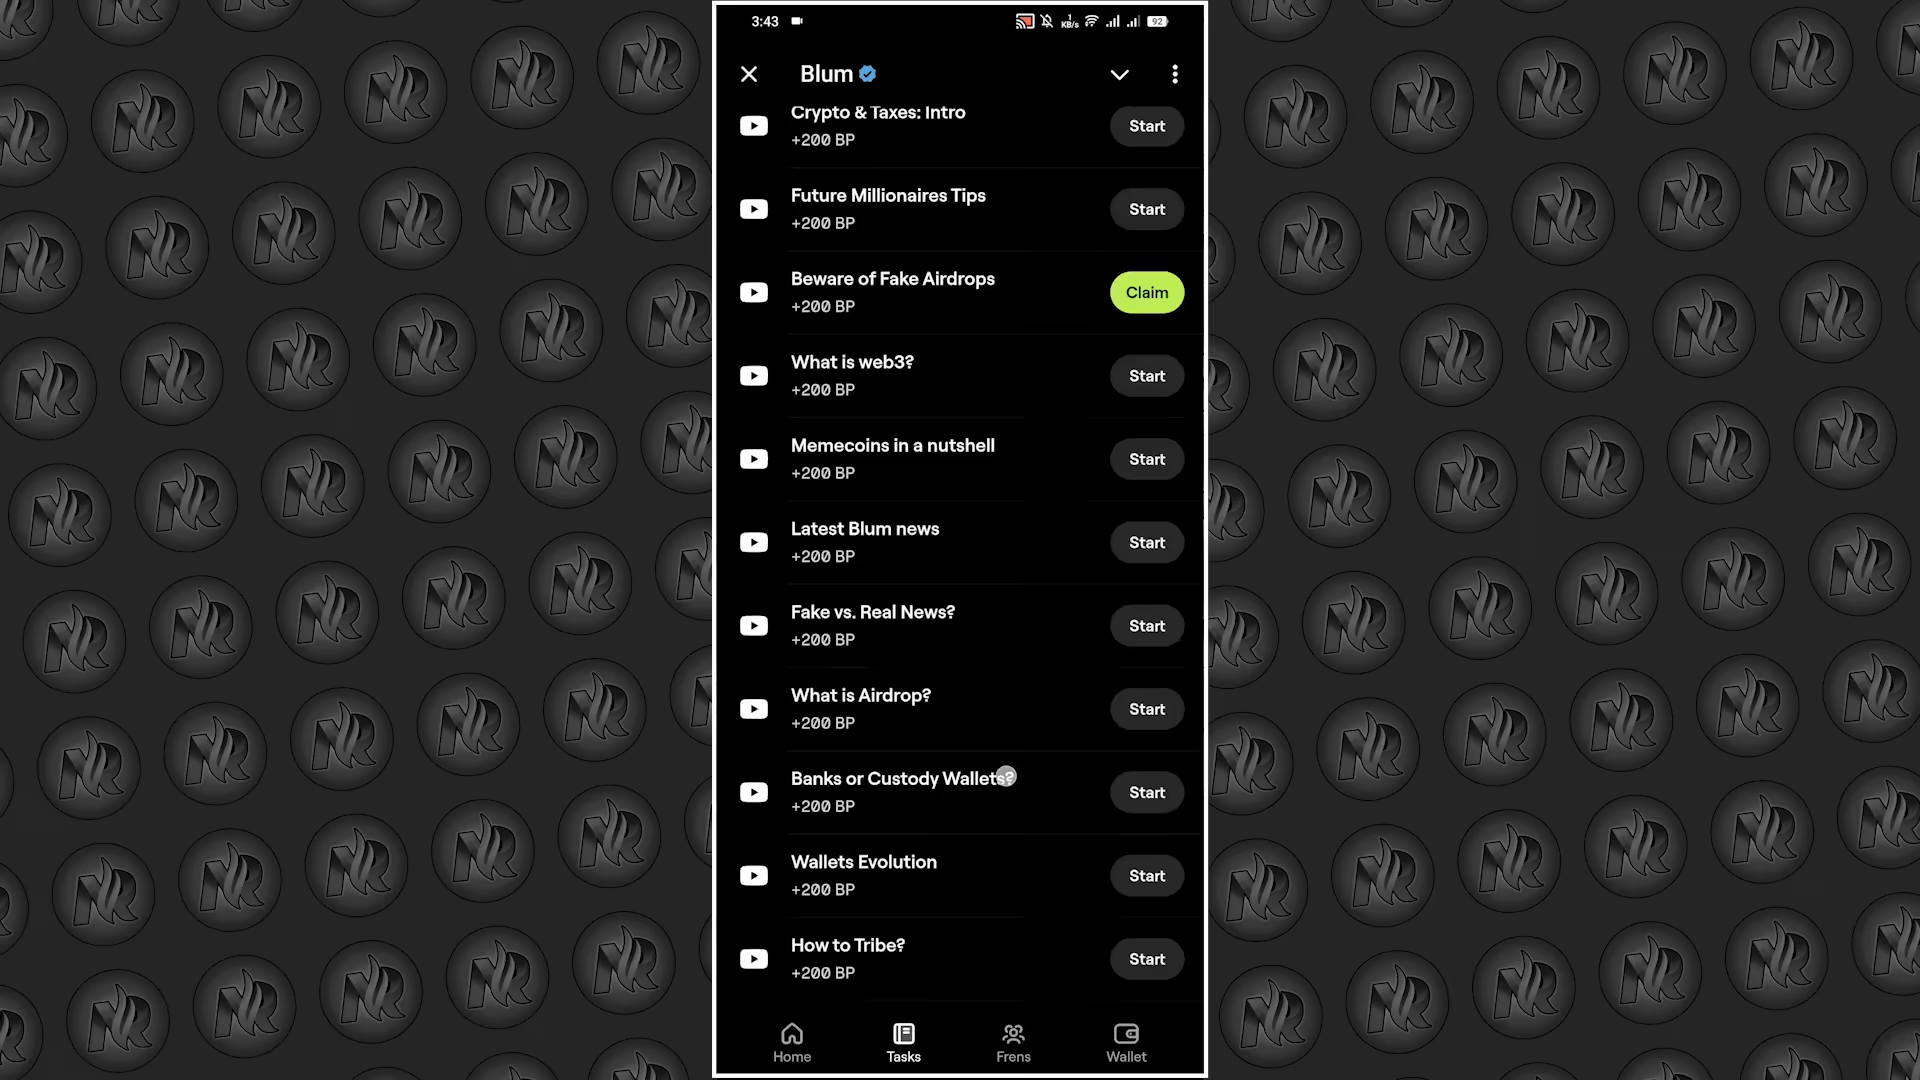 3:43
1
KB/s
92
Blum
Crypto & Taxes: Intro
+200 BP
Start
Future Millionaires Tips
+200 BP
Start
Beware of Fake Airdrops
+200 BP
Claim
What is web3?
+200 BP
Start
Memecoins in a nutshell
+200 BP
Start
Latest Blum news
+200 BP
Start
Fake vs. Real News?
+200 BP
Start
What is Airdrop?
+200 BP
Start
Banks or Custody Wallets?
+200 BP
Start
Wallets Evolution
+200 BP
Start
How to Tribe?
+200 BP
Start
Home
Tasks
Frens
Wallet